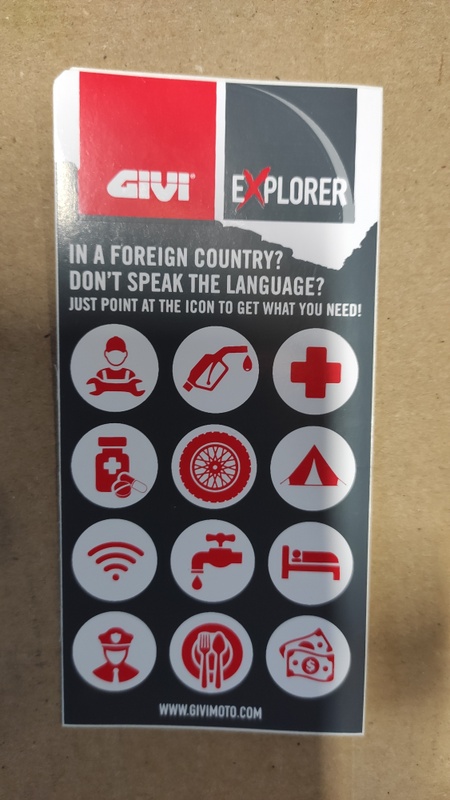 GIVI®
EXPLORER
IN A FOREIGN COUNTRY?
DON'T SPEAK THE LANGUAGE?
JUST POINT AT THE ICON TO GET WHAT YOU NEED!
$
WWW.GIVIMOTO.COM